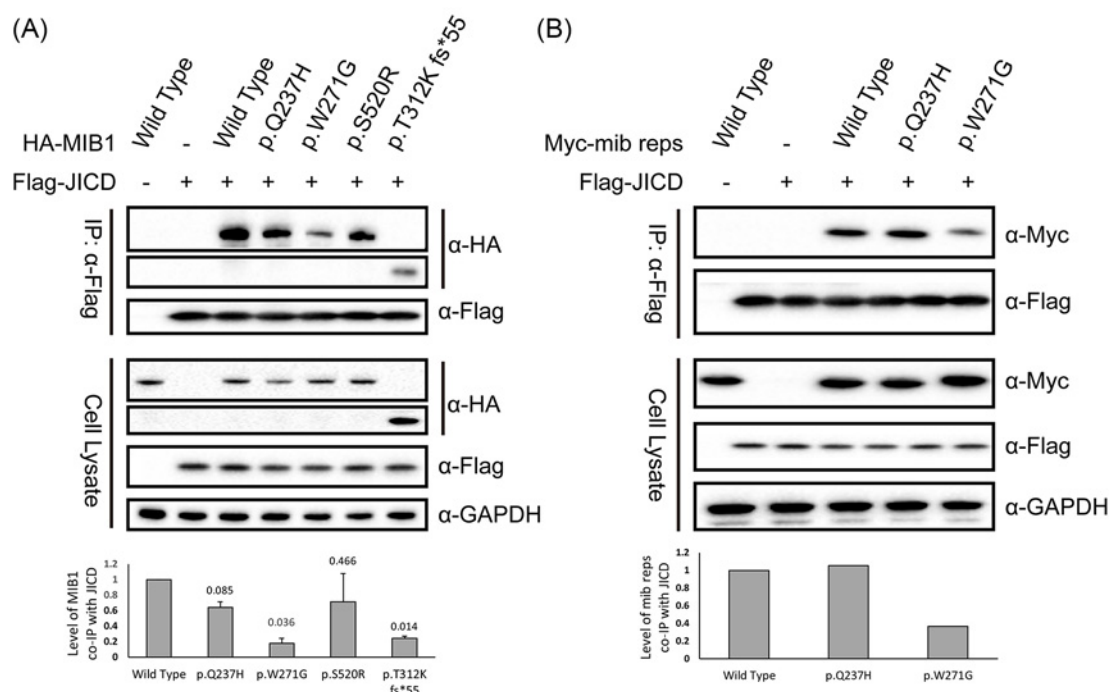 (A)
HA-MIB1 Wild Type - Wild Type p.Q237H p.W271G p.S520R p.T312K fs*55
Flag-JICD - + + + + + +
IP: α-Flag
α-HA
α-Flag
Cell Lysate
α-HA
α-Flag
α-GAPDH
Level of MIB1
co-IP with JICD
1.2
1
0.8
0.6
0.4
0.2
0
0.085
0.036
0.466
0.014
Wild Type p.Q237H p.W271G p.S520R p.T312K
fs*55
(B)
Myc-mib reps Wild Type - Wild Type p.Q237H p.W271G
Flag-JICD - + + + +
IP: α-Flag
α-Myc
α-Flag
Cell Lysate
α-Myc
α-Flag
α-GAPDH
Level of mib reps
co-IP with JICD
1.2
1
0.8
0.6
0.4
0.2
0
Wild Type p.Q237H p.W271G